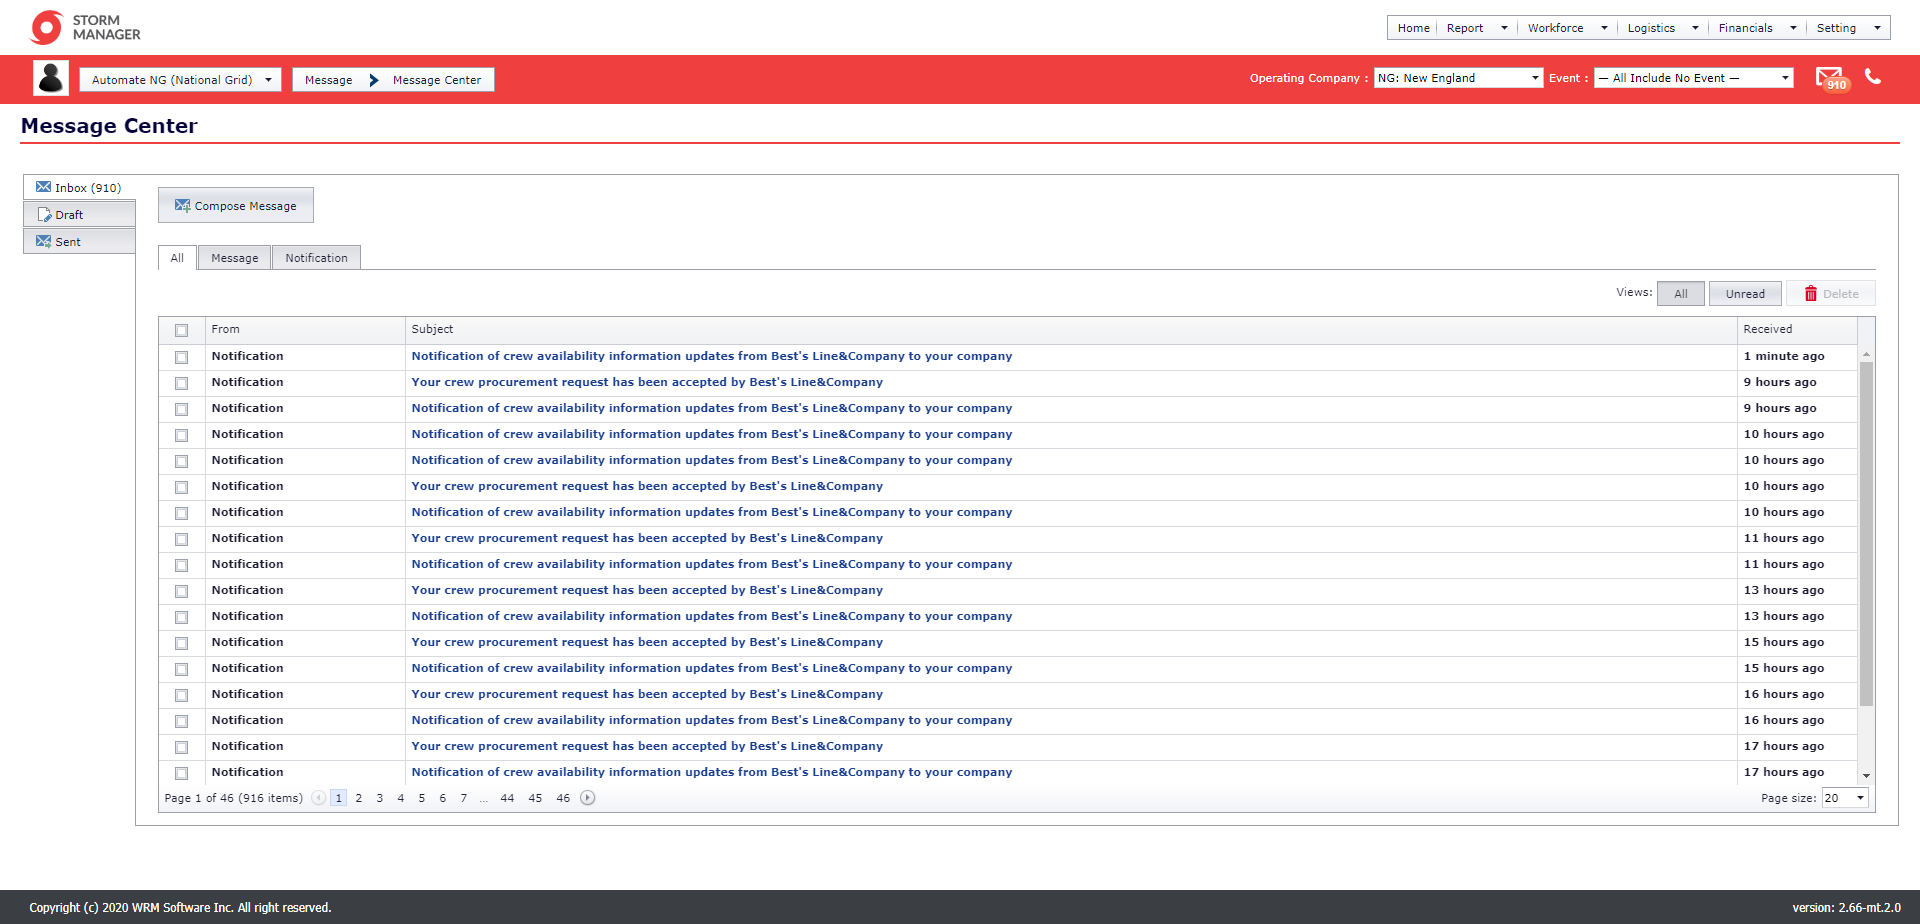 STORM
MANAGER
Home Report Workforce Logistics Financials Setting
Automate NG (National Grid) Message Message Center Operating Company : NG: New England Event : — All Include No Event — 910
Message Center
Inbox (910)
Draft
Sent
Compose Message
All Message Notification
Views: All Unread Delete
From Subject Received
Notification Notification of crew availability information updates from Best's Line&Company to your company 1 minute ago
Notification Your crew procurement request has been accepted by Best's Line&Company 9 hours ago
Notification Notification of crew availability information updates from Best's Line&Company to your company 9 hours ago
Notification Notification of crew availability information updates from Best's Line&Company to your company 10 hours ago
Notification Notification of crew availability information updates from Best's Line&Company to your company 10 hours ago
Notification Your crew procurement request has been accepted by Best's Line&Company 10 hours ago
Notification Notification of crew availability information updates from Best's Line&Company to your company 10 hours ago
Notification Your crew procurement request has been accepted by Best's Line&Company 11 hours ago
Notification Notification of crew availability information updates from Best's Line&Company to your company 11 hours ago
Notification Your crew procurement request has been accepted by Best's Line&Company 13 hours ago
Notification Notification of crew availability information updates from Best's Line&Company to your company 13 hours ago
Notification Your crew procurement request has been accepted by Best's Line&Company 15 hours ago
Notification Notification of crew availability information updates from Best's Line&Company to your company 15 hours ago
Notification Your crew procurement request has been accepted by Best's Line&Company 16 hours ago
Notification Notification of crew availability information updates from Best's Line&Company to your company 16 hours ago
Notification Your crew procurement request has been accepted by Best's Line&Company 17 hours ago
Notification Notification of crew availability information updates from Best's Line&Company to your company 17 hours ago
Page 1 of 46 (916 items) 1 2 3 4 5 6 7 ... 44 45 46 Page size: 20
Copyright (c) 2020 WRM Software Inc. All right reserved. version: 2.66-mt.2.0